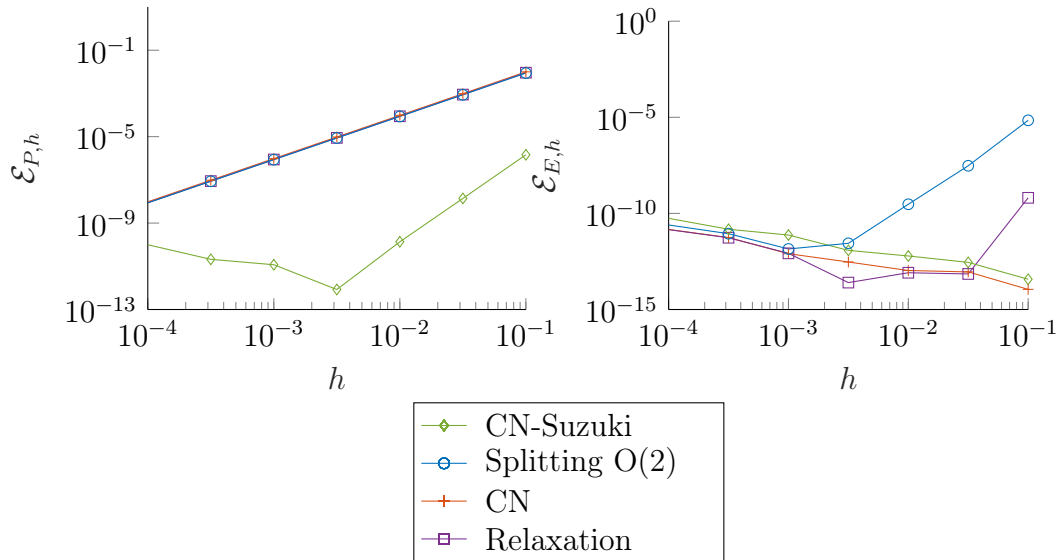 10^0
10^{-1}
10^{-5}
10^{-5}
\mathcal{E}_{P,h}
\mathcal{E}_{E,h}
10^{-9}
10^{-10}
10^{-13}
10^{-15}
10^{-4} 10^{-3} 10^{-2} 10^{-1}
10^{-4} 10^{-3} 10^{-2} 10^{-1}
h
h
CN-Suzuki
Splitting O(2)
CN
Relaxation